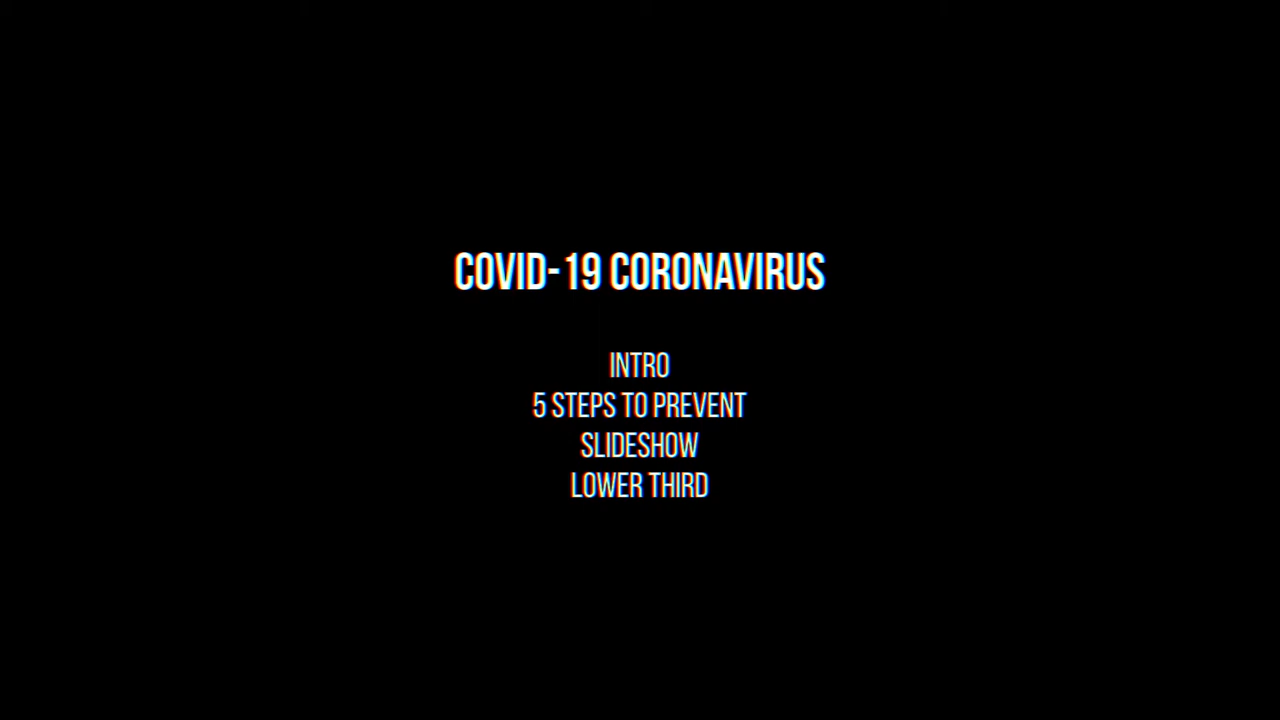 COVID-19 CORONAVIRUS
INTRO
5 STEPS TO PREVENT
SLIDESHOW
LOWER THIRD